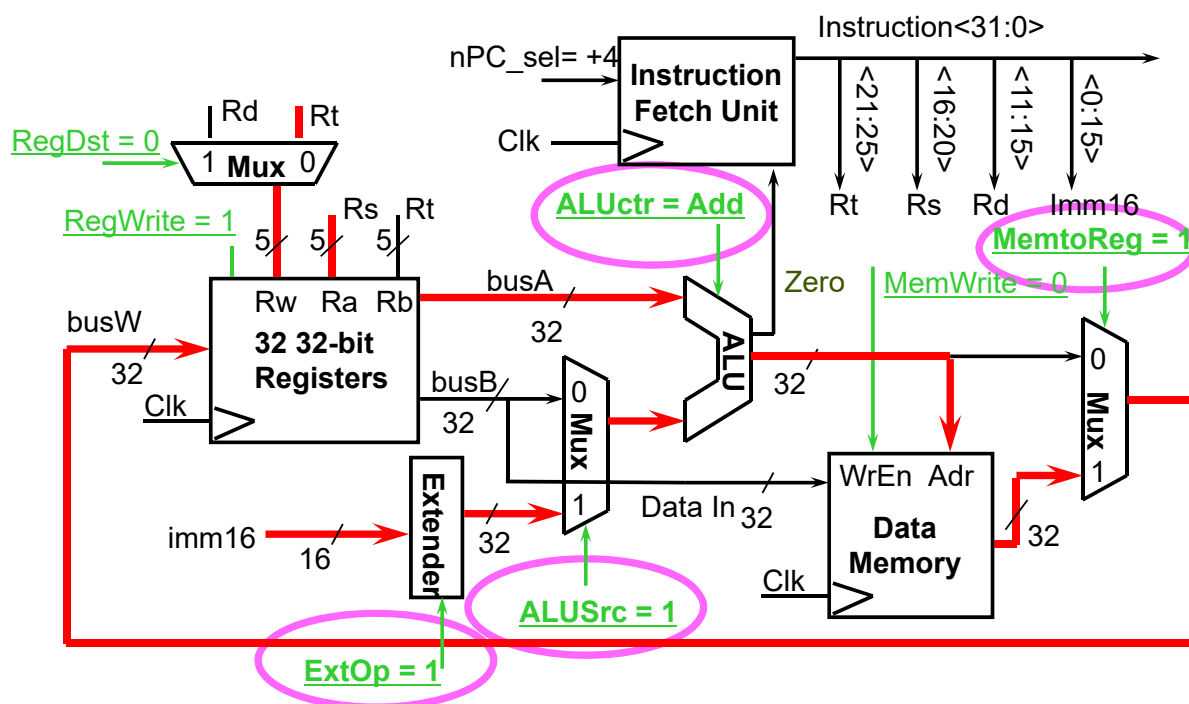 Instruction<31:0>
nPC_sel= +4
Instruction
Fetch Unit
Clk
<21:25>
<16:20>
<11:15>
<0:15>
Rt
Rs
Rd
Imm16
Rd
Rt
RegDst = 0
1 Mux 0
RegWrite = 1
Rs
Rt
5
5
5
ALUctr = Add
MemtoReg = 1
Zero
MemWrite = 0
Rw Ra Rb
32 32-bit
Registers
busW
32
Clk
busA
32
busB
32
0
Mux
1
ALU
32
0
Mux
1
Extender
imm16
16
32
Data In
32
WrEn Adr
Data
Memory
32
Clk
ALUSrc = 1
ExtOp = 1